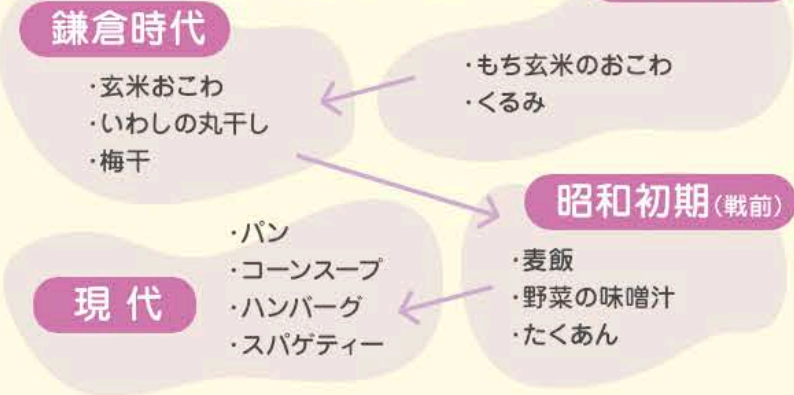 鎌倉時代
・玄米おこわ
・いわしの丸干し
・梅干
・もち玄米のおこわ
・くるみ
昭和初期(戦前)
・麦飯
・野菜の味噌汁
・たくあん
現代
・パン
・コーンスープ
・ハンバーグ
・スパゲティー